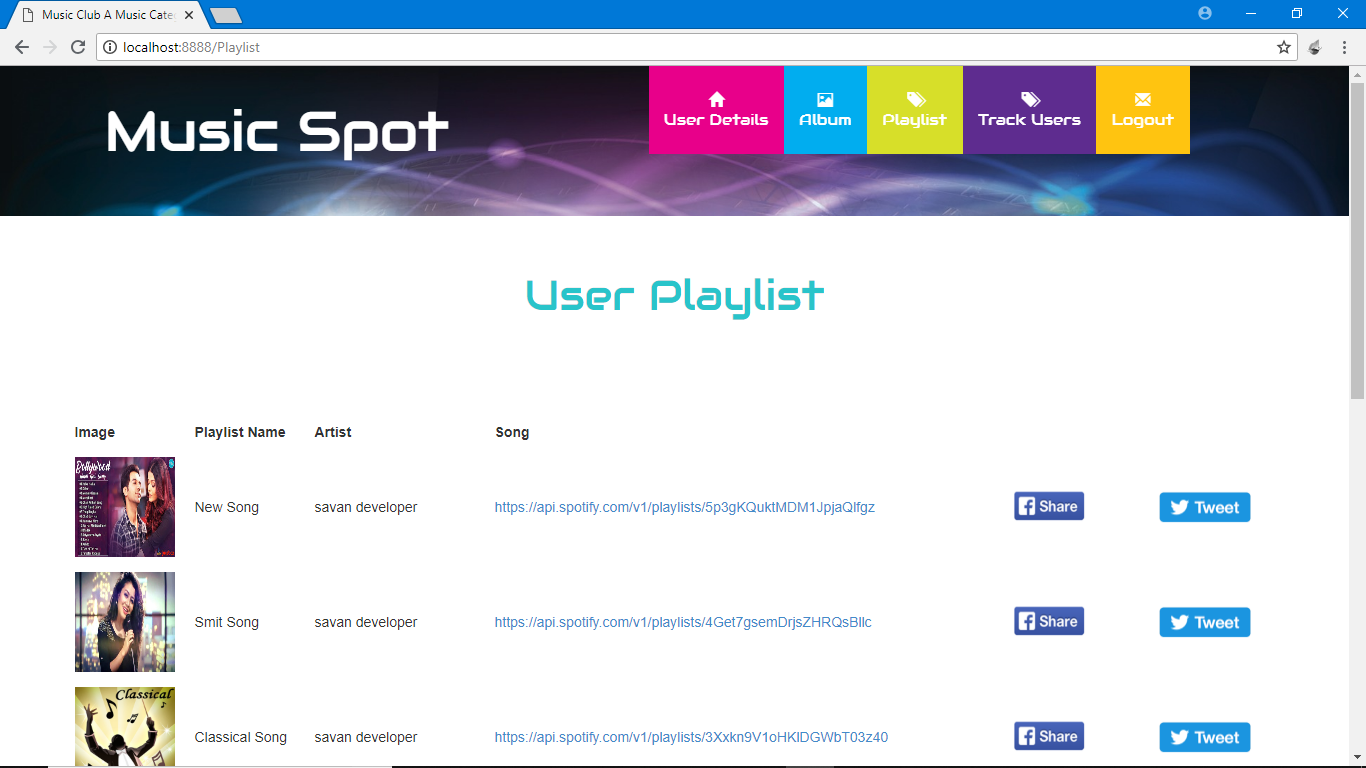 Music Club A Music Cate
localhost:8888/Playlist
Music Spot
User Details
Album
Playlist
Track Users
Logout
User Playlist
Image Playlist Name Artist Song
Bollywood
New Song savan developer https://api.spotify.com/v1/playlists/5p3gKQuktMDM1JpjaQIfgz Share Tweet
Smit Song savan developer https://api.spotify.com/v1/playlists/4Get7gsemDrjsZHRQsBllc Share Tweet
Classical
Classical Song savan developer https://api.spotify.com/v1/playlists/3Xxkn9V1oHKIDGWbT03z40 Share Tweet